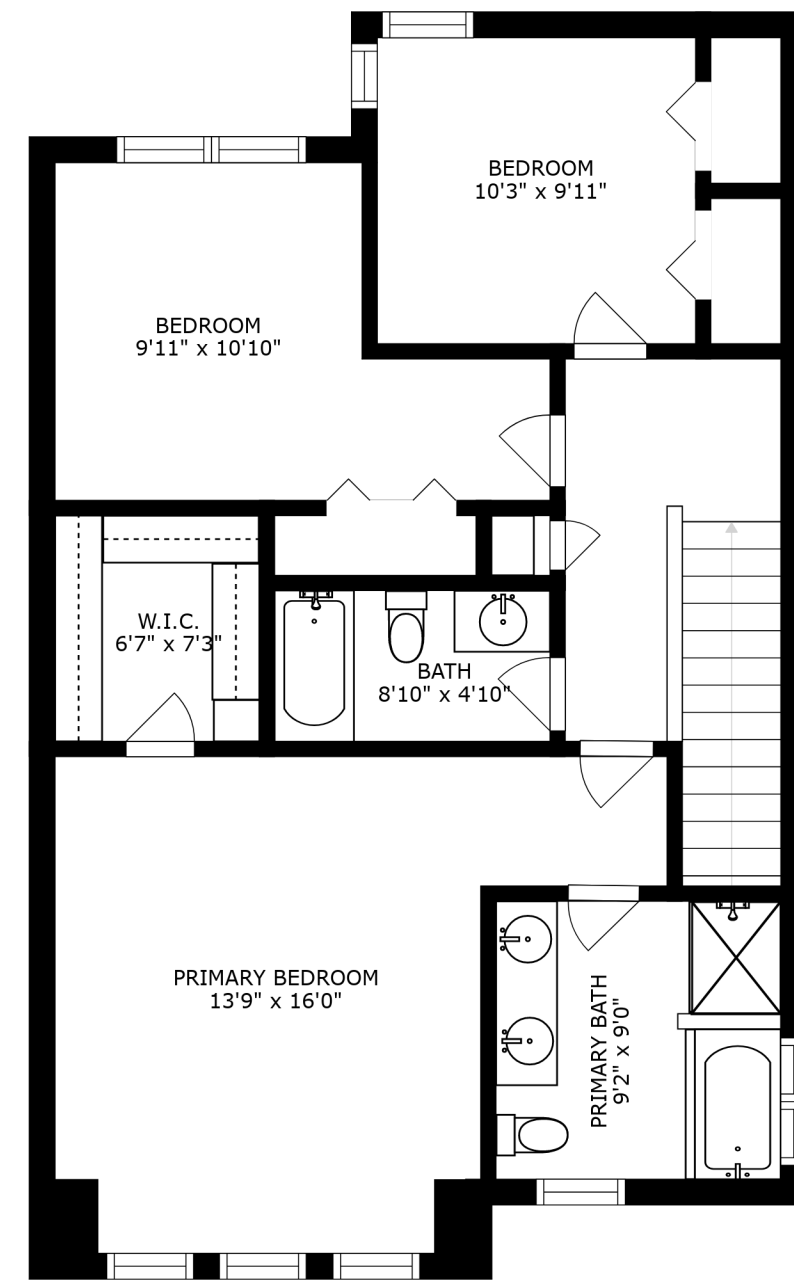 BEDROOM
10'3" x 9'11"
BEDROOM
9'11" x 10'10"
W.I.C.
6'7" x 7'3"
BATH
8'10" x 4'10"
PRIMARY BEDROOM
13'9" x 16'0"
PRIMARY BATH
9'2" x 9'0"